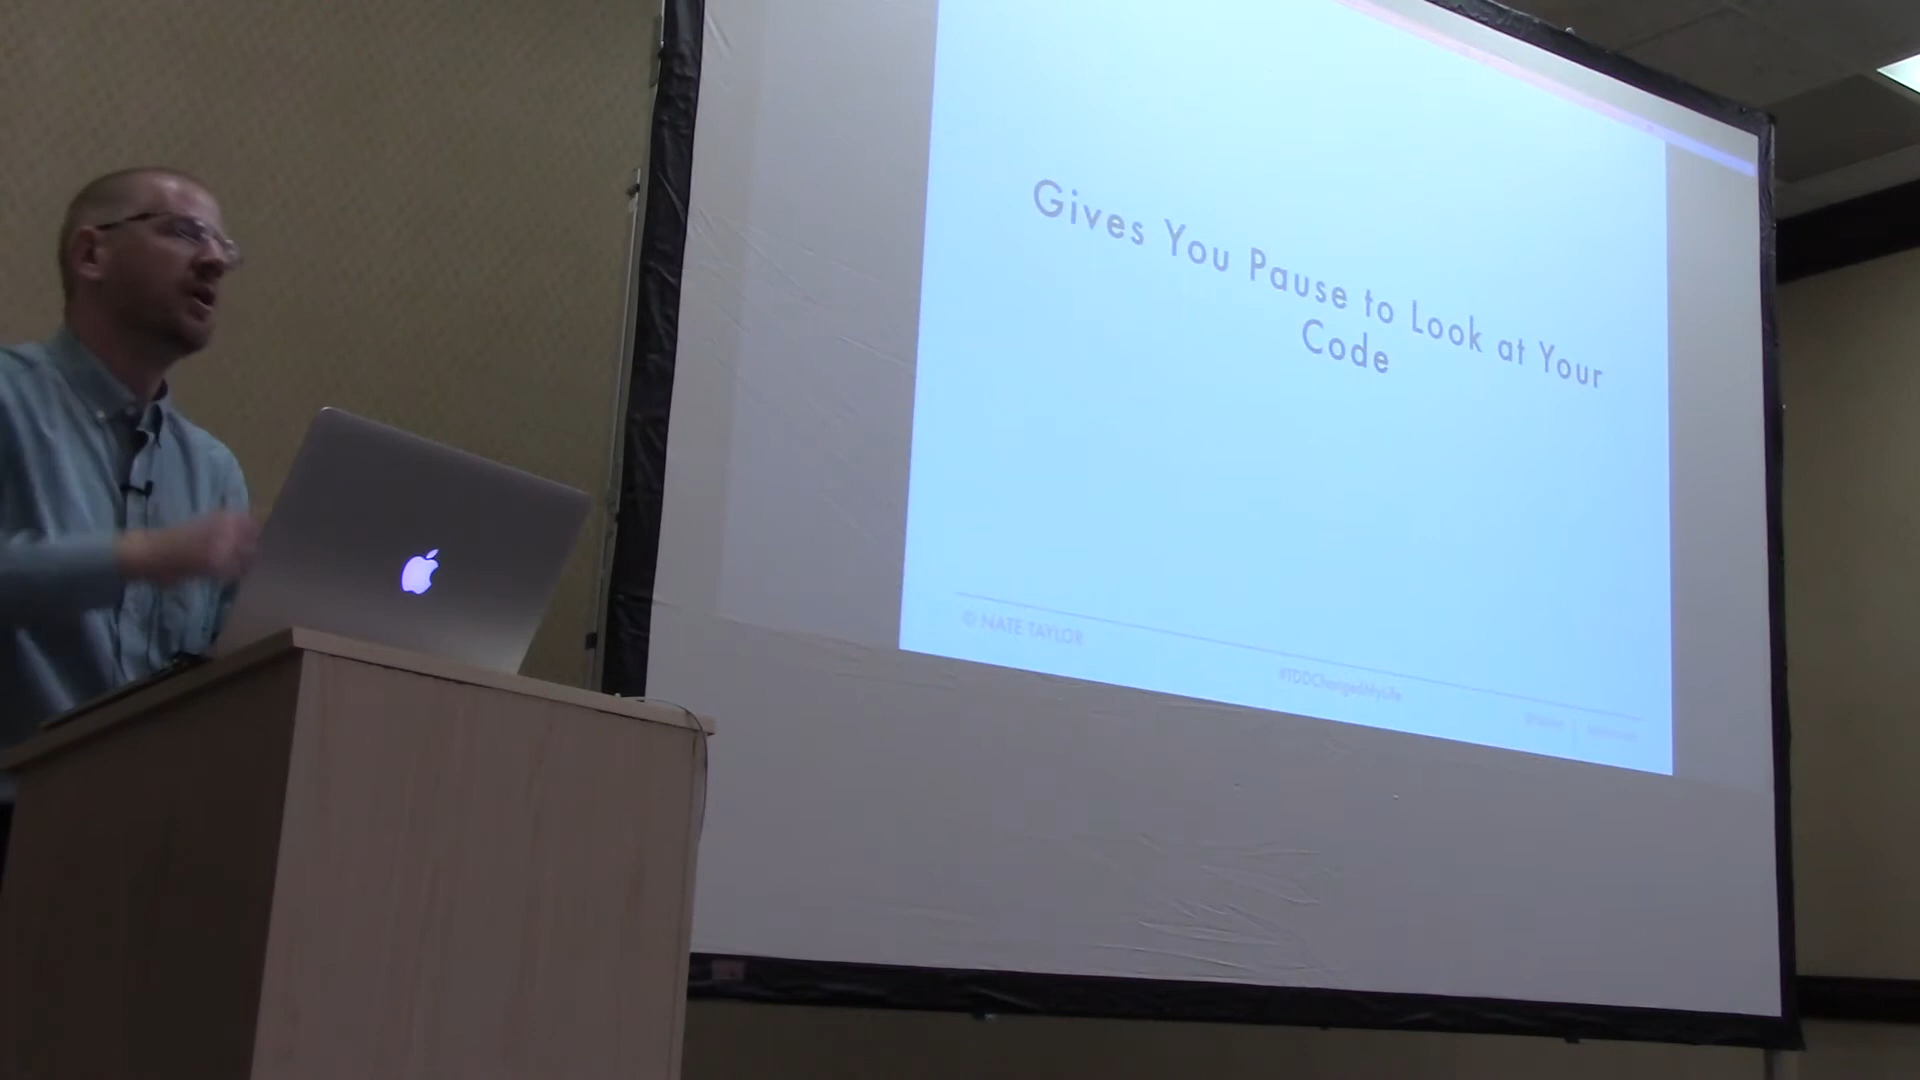 Gives You Pause to Look at Your
Code
© NATE TAYLOR
#TDDChangedMyLife